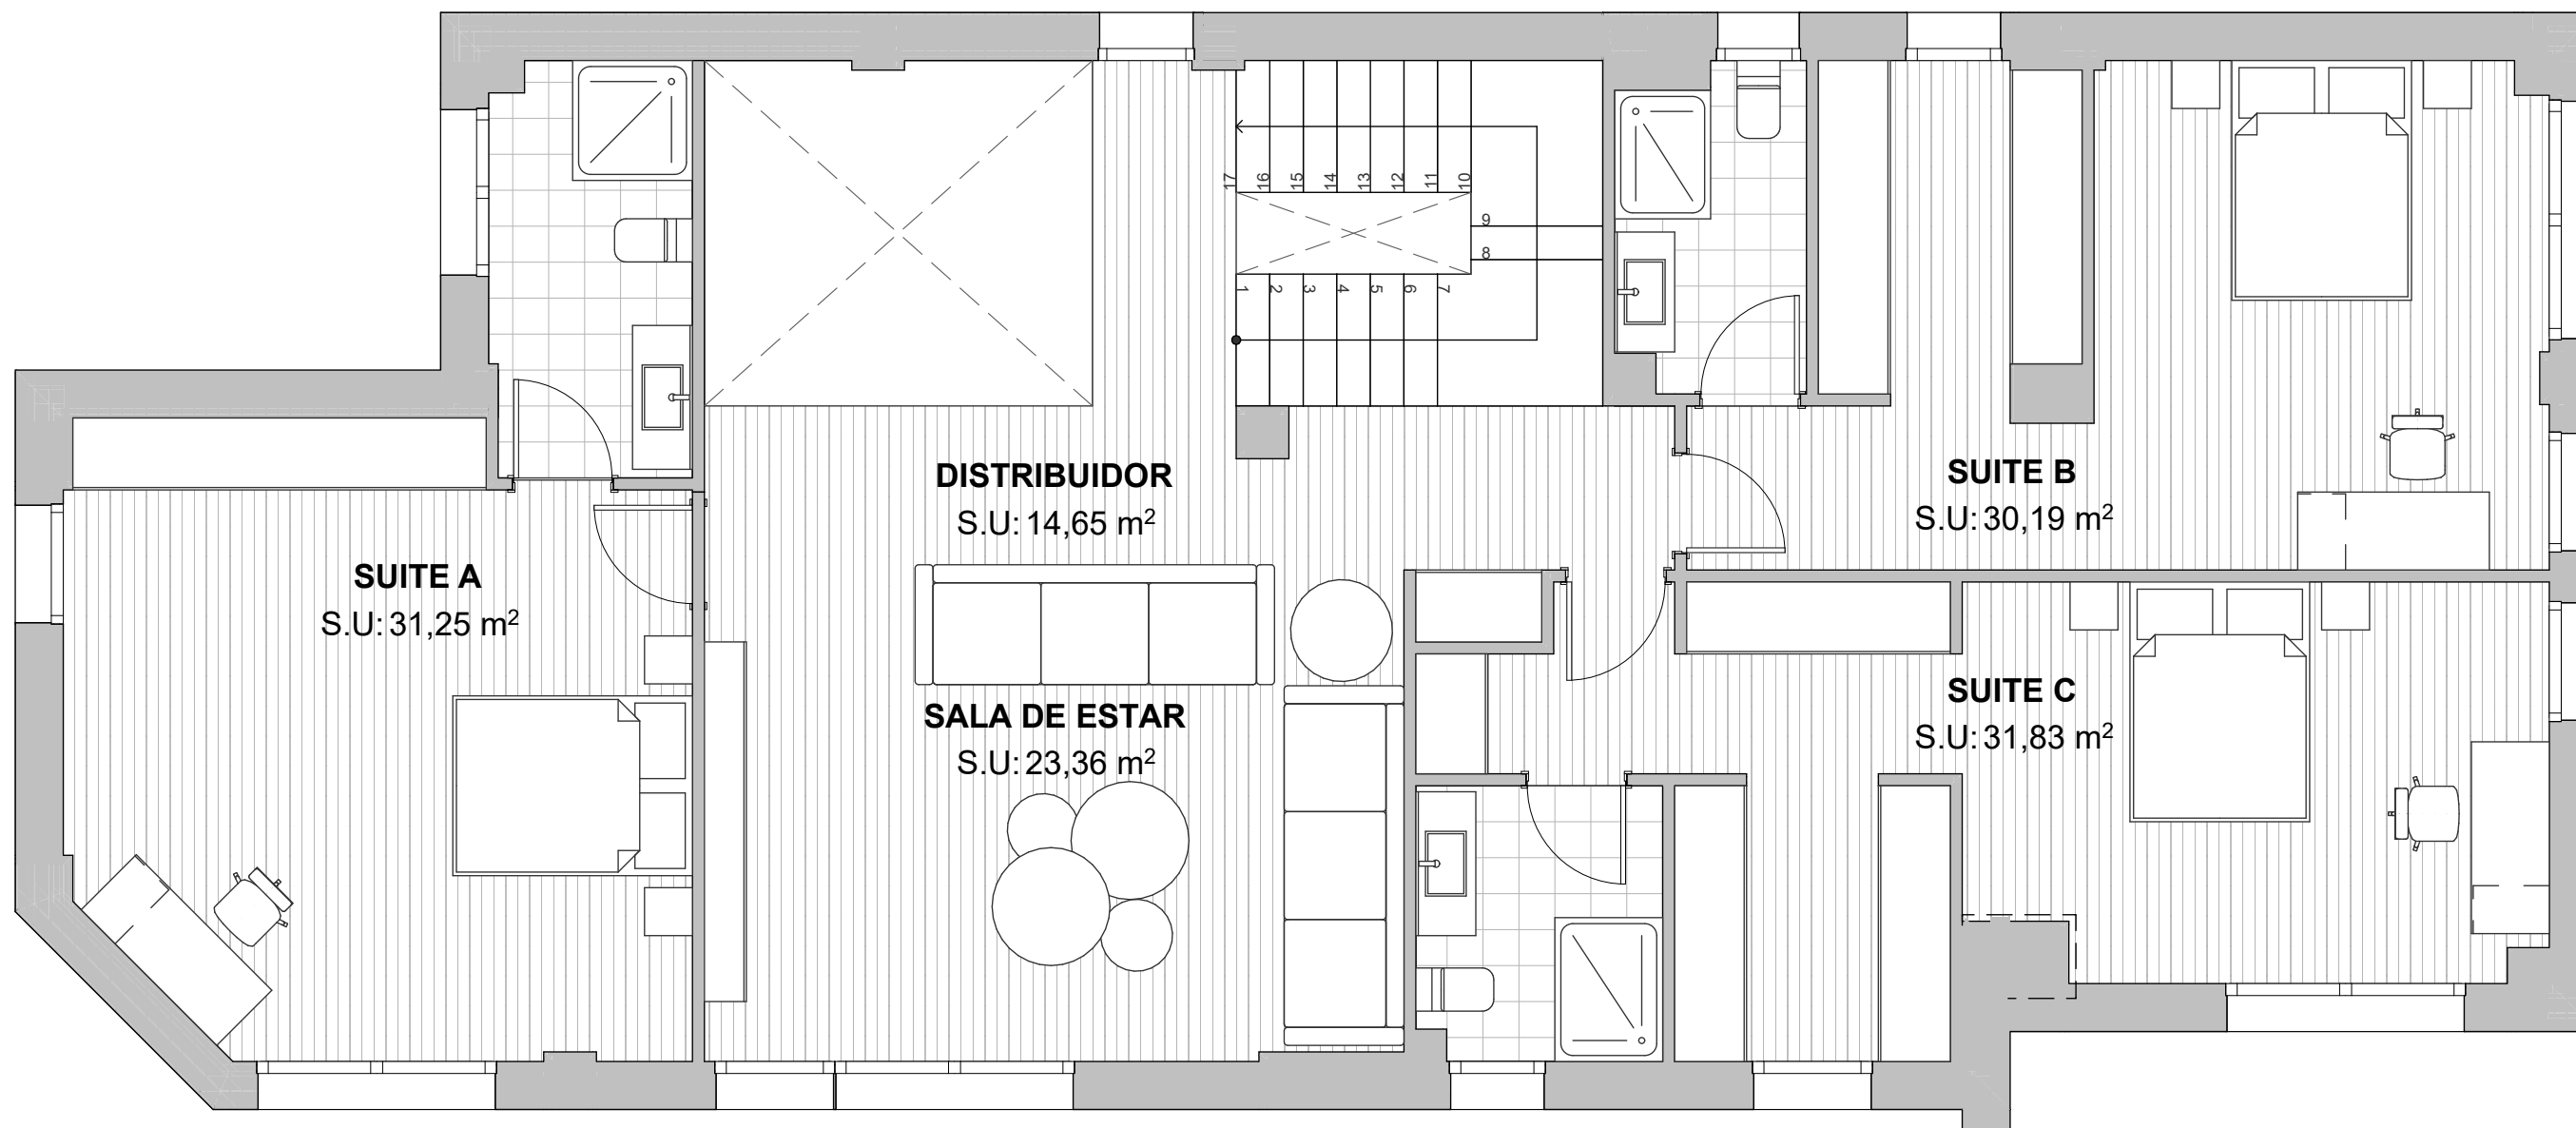 17 16 15 14 13 12 11 10
9
8
1 2 3 4 5 6 7
DISTRIBUIDOR
S.U: 14,65 m²
SUITE B
S.U: 30,19 m²
SUITE A
S.U: 31,25 m²
SALA DE ESTAR
S.U: 23,36 m²
SUITE C
S.U: 31,83 m²